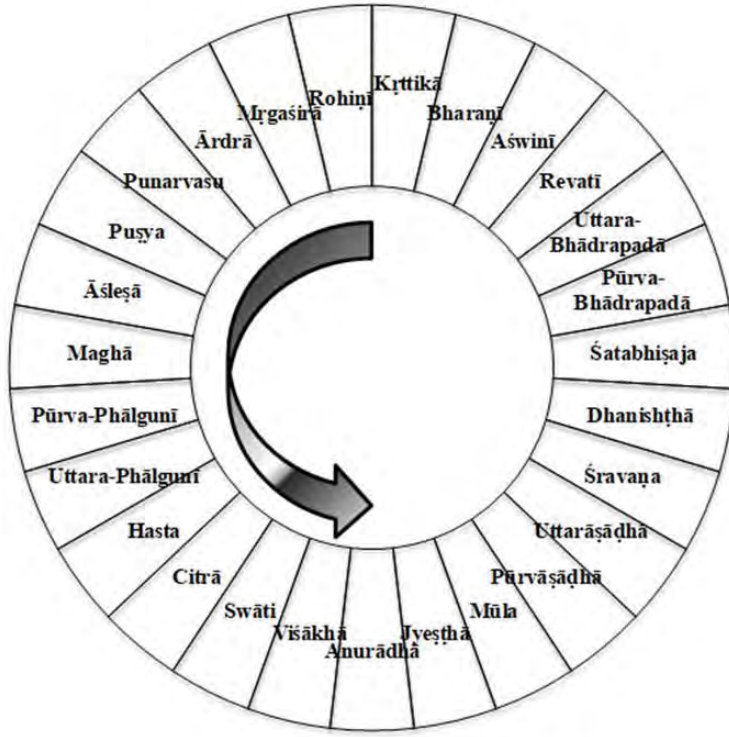 Kṛttikā
Rohiṇī
Mṛgaśirā
Ārdrā
Punarvasu
Puṣya
Āśleṣā
Maghā
Pūrva-Phālgunī
Uttara-Phālgunī
Hasta
Citrā
Swāti
Viśākhā
Anurādhā
Jyeṣṭhā
Mūla
Pūrvāṣāḍhā
Uttarāṣāḍhā
Śravaṇa
Dhanishṭhā
Śatabhiṣaja
Pūrva-
Bhādrapadā
Uttara-
Bhādrapadā
Revatī
Aświnī
Bharaṇī